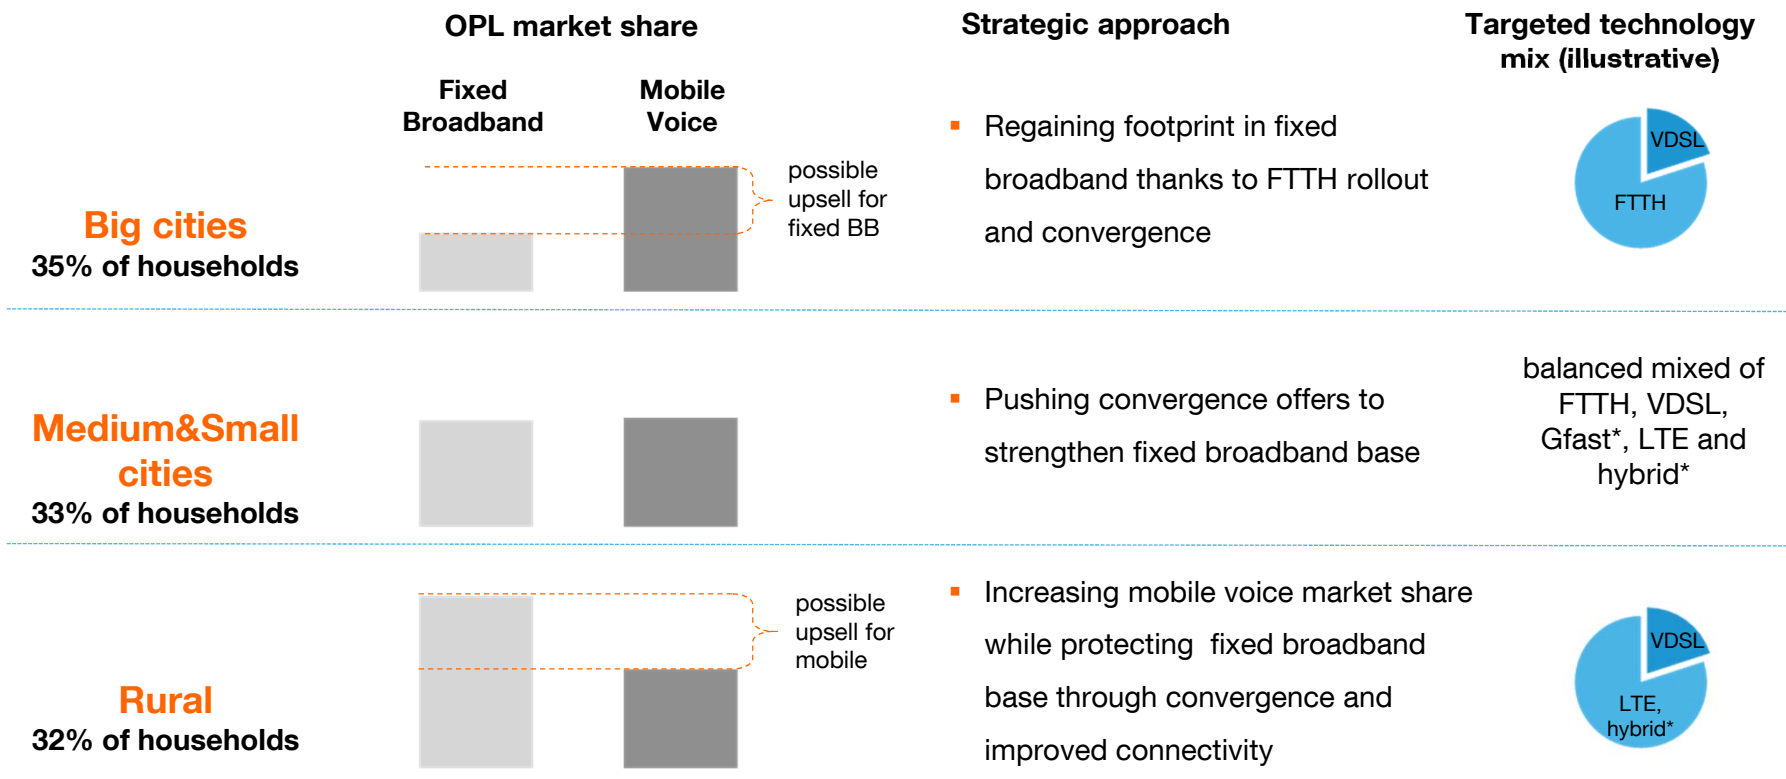 OPL market share
Strategic approach
Targeted technology
mix (illustrative)
Fixed
Broadband
Mobile
Voice
Big cities
35% of households
possible
upsell for
fixed BB
▪ Regaining footprint in fixed
broadband thanks to FTTH rollout
and convergence
VDSL
FTTH
Medium&Small
cities
33% of households
▪ Pushing convergence offers to
strengthen fixed broadband base
balanced mixed of
FTTH, VDSL,
Gfast*, LTE and
hybrid*
Rural
32% of households
possible
upsell for
mobile
▪ Increasing mobile voice market share
while protecting fixed broadband
base through convergence and
improved connectivity
VDSL
LTE,
hybrid*